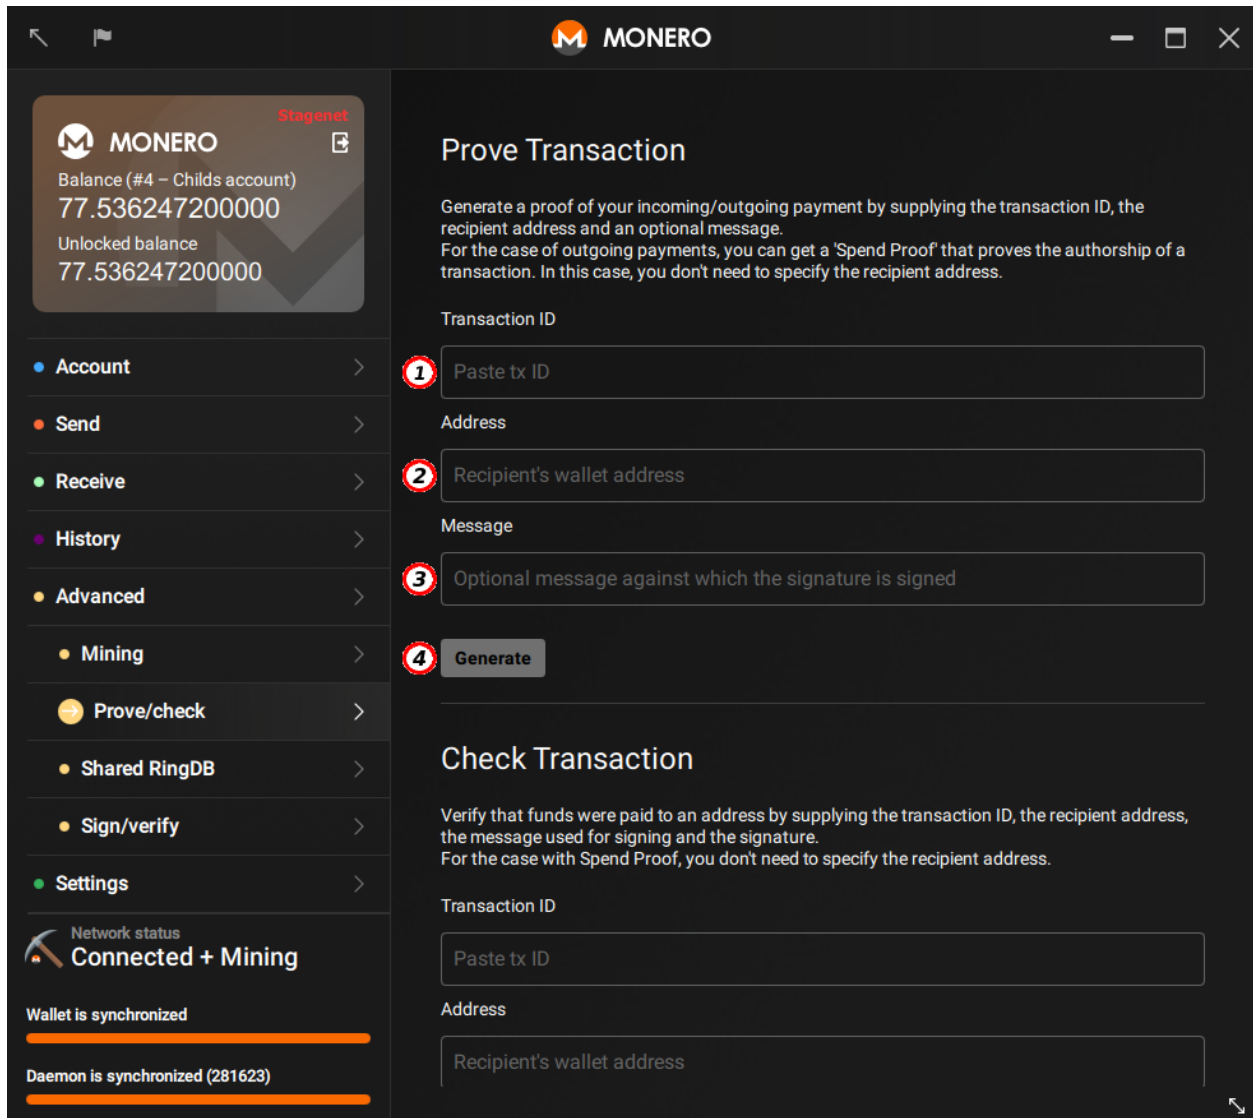 MONERO
Stagenet
MONERO
Balance (#4 – Childs account)
77.536247200000
Unlocked balance
77.536247200000
Account
Send
Receive
History
Advanced
Mining
Prove/check
Shared RingDB
Sign/verify
Settings
Network status
Connected + Mining
Wallet is synchronized
Daemon is synchronized (281623)
Prove Transaction
Generate a proof of your incoming/outgoing payment by supplying the transaction ID, the
recipient address and an optional message.
For the case of outgoing payments, you can get a 'Spend Proof' that proves the authorship of a
transaction. In this case, you don't need to specify the recipient address.
Transaction ID
1 Paste tx ID
Address
2 Recipient's wallet address
Message
3 Optional message against which the signature is signed
4 Generate
Check Transaction
Verify that funds were paid to an address by supplying the transaction ID, the recipient address,
the message used for signing and the signature.
For the case with Spend Proof, you don't need to specify the recipient address.
Transaction ID
Paste tx ID
Address
Recipient's wallet address